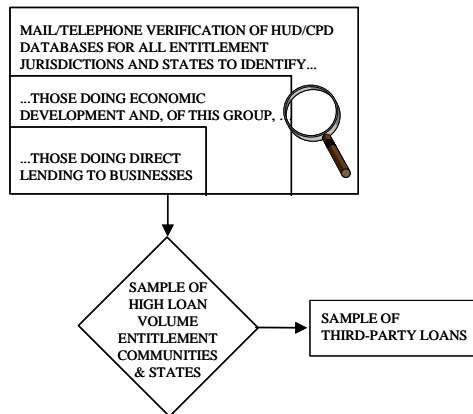 MAIL/TELEPHONE VERIFICATION OF HUD/CPD
DATABASES FOR ALL ENTITLEMENT
JURISDICTIONS AND STATES TO IDENTIFY...
...THOSE DOING ECONOMIC
DEVELOPMENT AND, OF THIS GROUP, .
...THOSE DOING DIRECT
LENDING TO BUSINESSES
SAMPLE OF
HIGH LOAN
VOLUME
ENTITLEMENT
COMMUNITIES
& STATES
SAMPLE OF
THIRD-PARTY LOANS